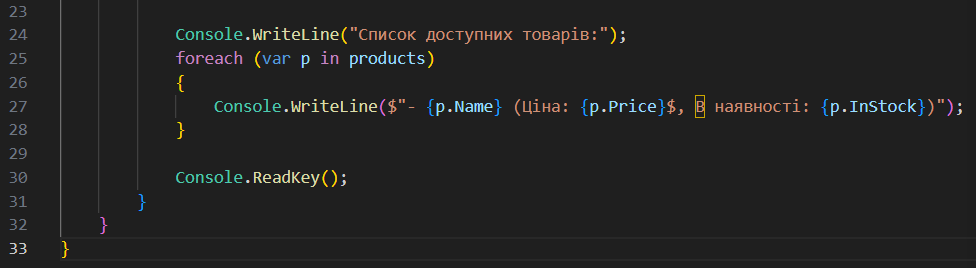 23
24 Console.WriteLine("Список доступних товарів:");
25 foreach (var p in products)
26 {
27 Console.WriteLine($"- {p.Name} (Ціна: {p.Price}$, В наявності: {p.InStock})");
28 }
29
30 Console.ReadKey();
31 }
32 }
33 }